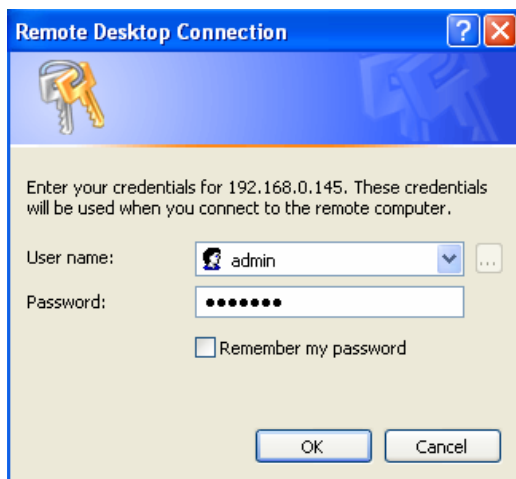 Remote Desktop Connection
Enter your credentials for 192.168.0.145. These credentials
will be used when you connect to the remote computer.
User name:
admin
Password:
•••••••
Remember my password
OK
Cancel